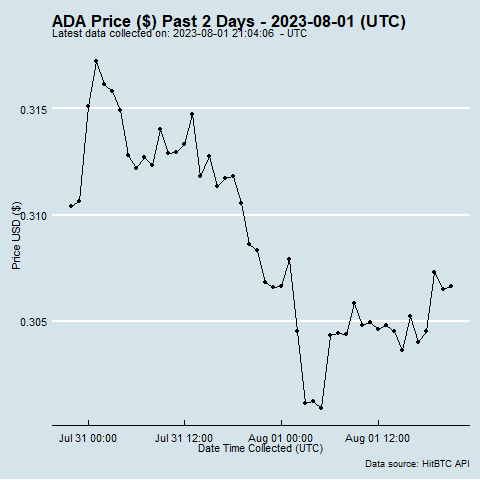 ADA Price ($) Past 2 Days - 2023-08-01 (UTC)
Latest data collected on: 2023-08-01 21:04:06  - UTC
0.315
0.310
0.305
Price USD ($)
Jul 31 00:00 Jul 31 12:00 Aug 01 00:00 Aug 01 12:00
Date Time Collected (UTC)
Data source: HitBTC API